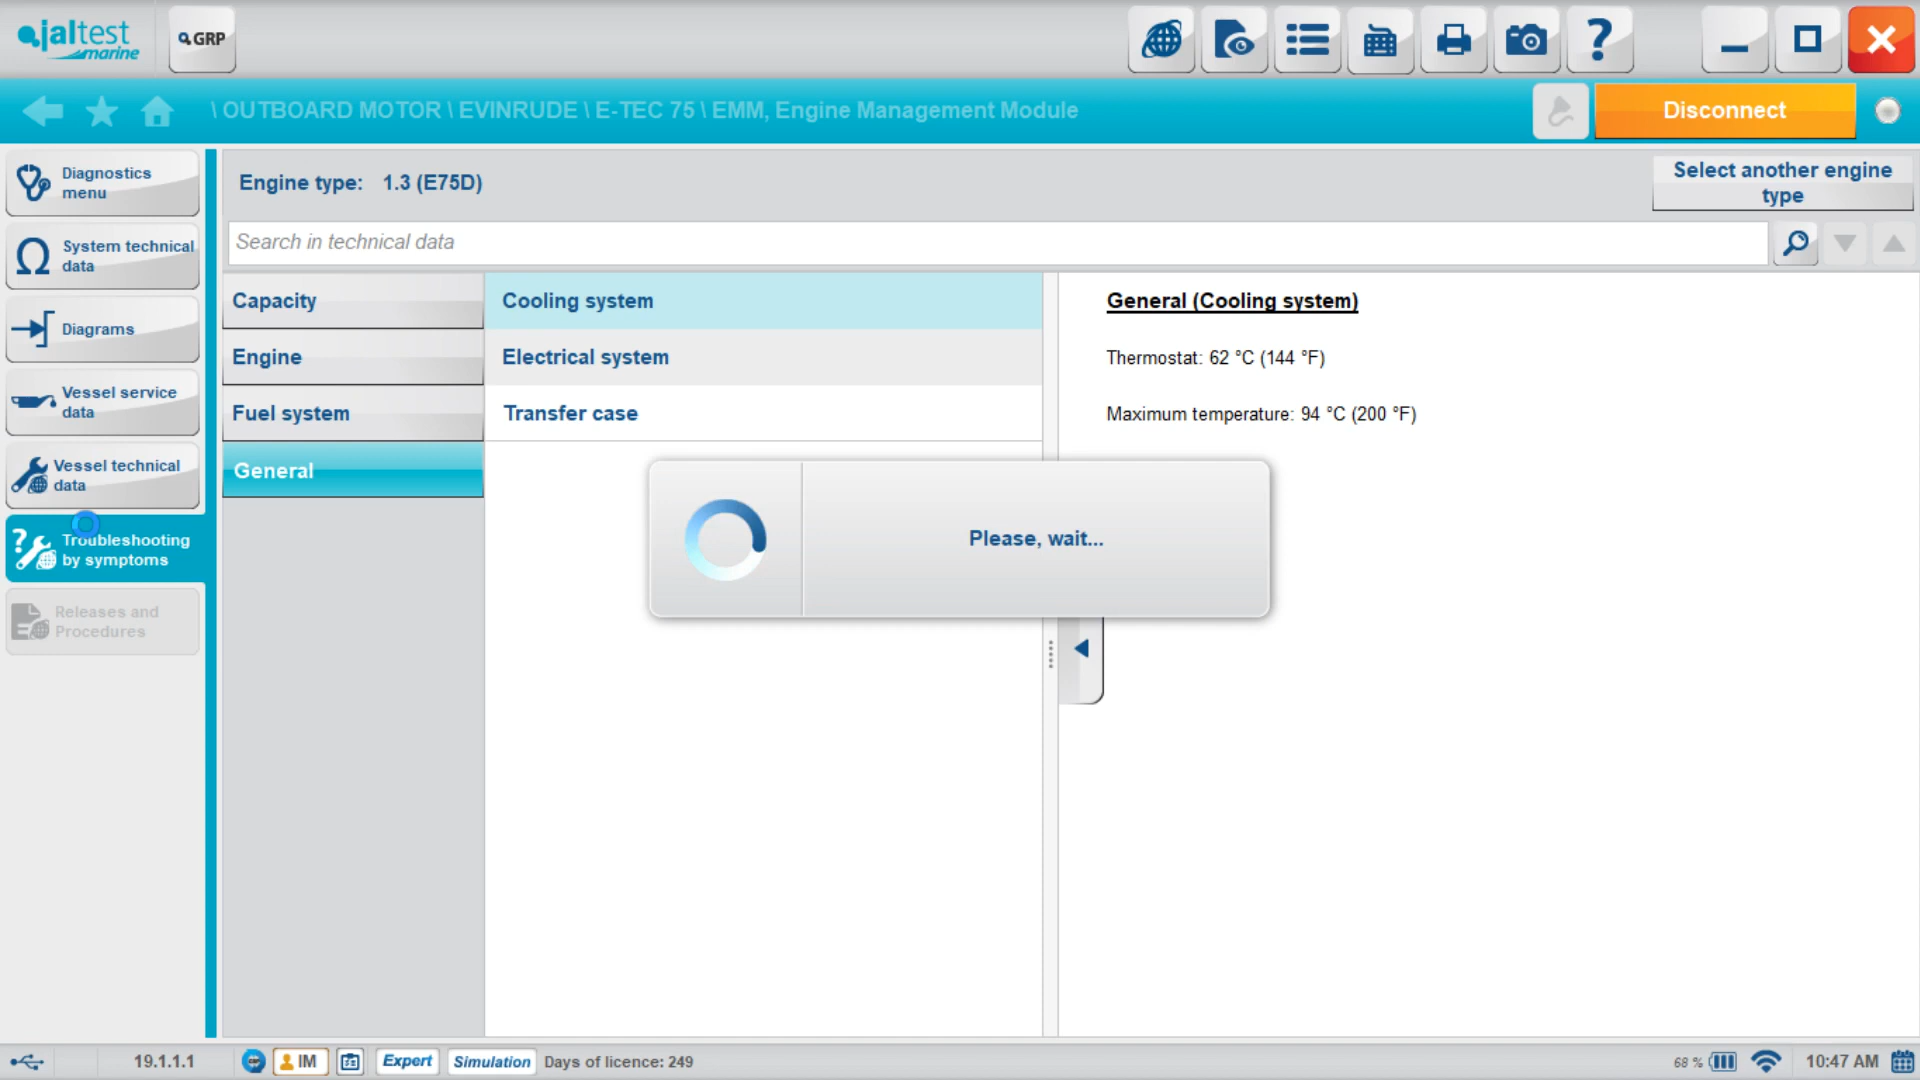 jaltest
marine
GRP
\ OUTBOARD MOTOR \ EVINRUDE \ E-TEC 75 \ EMM, Engine Management Module
Disconnect
Diagnostics
menu
System technical
data
Diagrams
Vessel service
data
Vessel technical
data
Troubleshooting
by symptoms
Releases and
Procedures
Engine type: 1.3 (E75D)
Select another engine
type
Search in technical data
Capacity
Engine
Fuel system
General
Cooling system
Electrical system
Transfer case
General (Cooling system)
Thermostat: 62 °C (144 °F)
Maximum temperature: 94 °C (200 °F)
Please, wait...
19.1.1.1
IM
Expert
Simulation
Days of licence: 249
68 %
10:47 AM